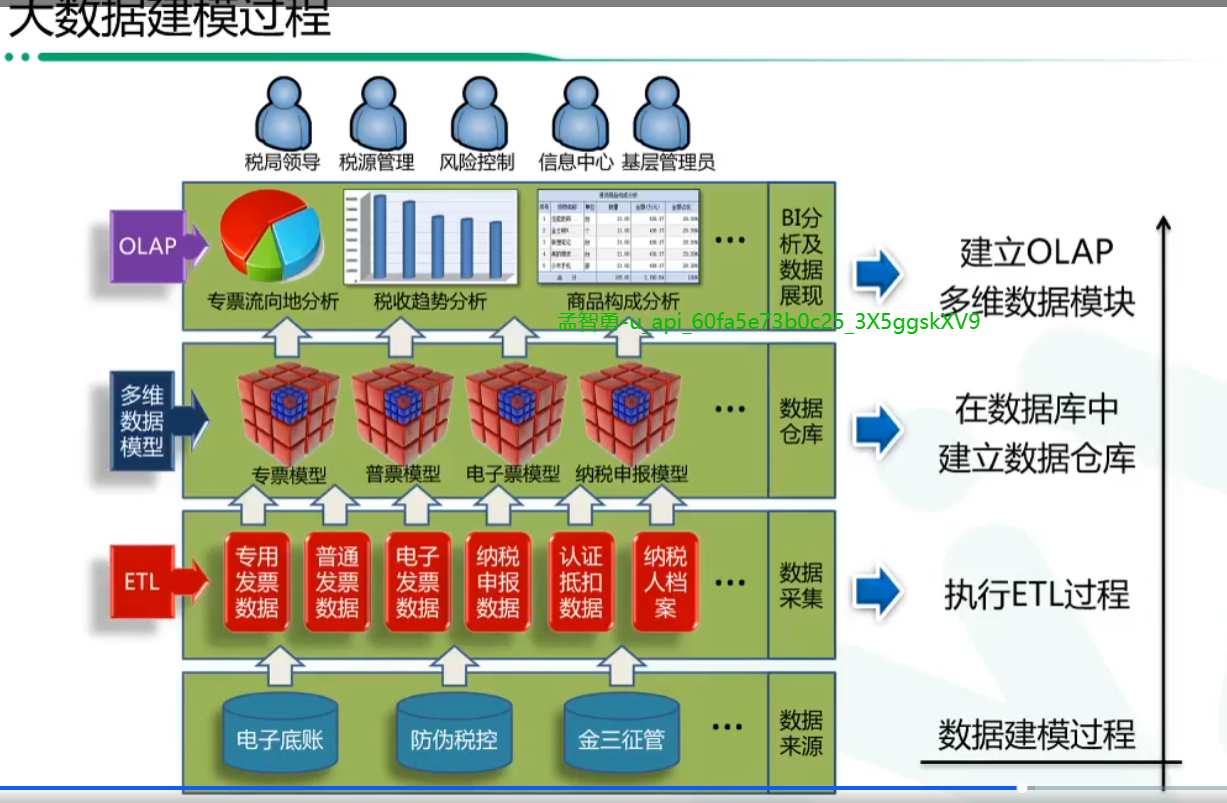 大数据建模过程
税局领导 税源管理 风险控制 信息中心 基层管理员
OLAP
专票流向地分析 税收趋势分析 商品构成分析
...
BI分
析及
数据
展现
建立OLAP
多维数据模块
孟智勇-u_api_60fa5e73b0c25_3X5ggskXV9
多维
数据
模型
专票模型 普票模型 电子票模型 纳税申报模型
...
数据
仓库
在数据库中
建立数据仓库
ETL
专用
发票
数据
普通
发票
数据
电子
发票
数据
纳税
申报
数据
认证
抵扣
数据
纳税
人档
案
...
数据
采集
执行ETL过程
电子底账 防伪税控 金三征管
...
数据
来源
数据建模过程